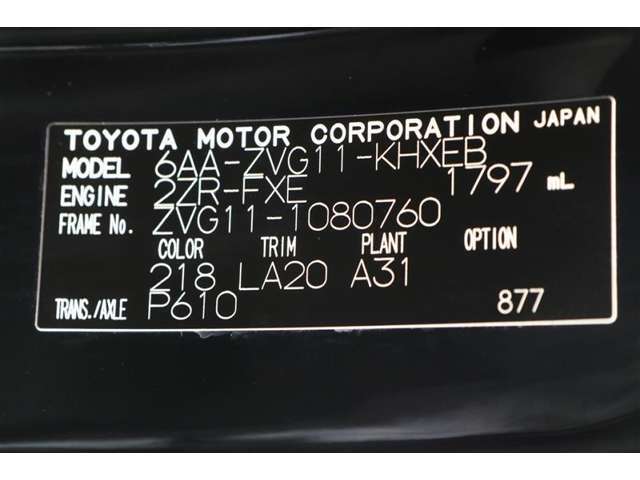 TOYOTA MOTOR CORPORATION JAPAN
MODEL 6AA-ZVG11-KHXEB
ENGINE 2ZR-FXE 1797 mL
FRAME No. ZVG11-1080760
COLOR TRIM PLANT OPTION
218 LA20 A31
TRANS./AXLE P610 877